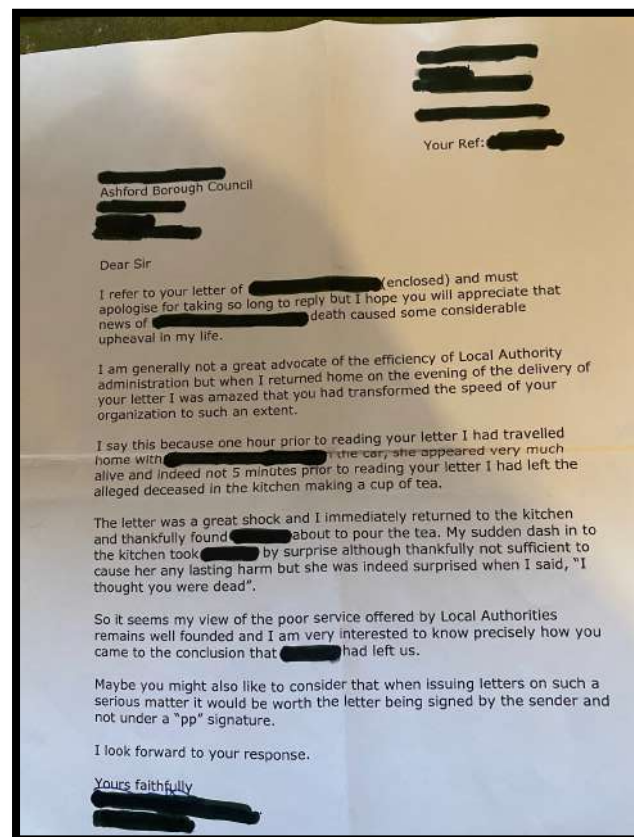 Your Ref:
Ashford Borough Council
Dear Sir
I refer to your letter of (enclosed) and must
apologise for taking so long to reply but I hope you will appreciate that
news of death caused some considerable
upheaval in my life.
I am generally not a great advocate of the efficiency of Local Authority
administration but when I returned home on the evening of the delivery of
your letter I was amazed that you had transformed the speed of your
organization to such an extent.
I say this because one hour prior to reading your letter I had travelled
home with the car, she appeared very much
alive and indeed not 5 minutes prior to reading your letter I had left the
alleged deceased in the kitchen making a cup of tea.
The letter was a great shock and I immediately returned to the kitchen
and thankfully found about to pour the tea. My sudden dash in to
the kitchen took by surprise although thankfully not sufficient to
cause her any lasting harm but she was indeed surprised when I said, "I
thought you were dead".
So it seems my view of the poor service offered by Local Authorities
remains well founded and I am very interested to know precisely how you
came to the conclusion that had left us.
Maybe you might also like to consider that when issuing letters on such a
serious matter it would be worth the letter being signed by the sender and
not under a "pp" signature.
I look forward to your response.
Yours faithfully